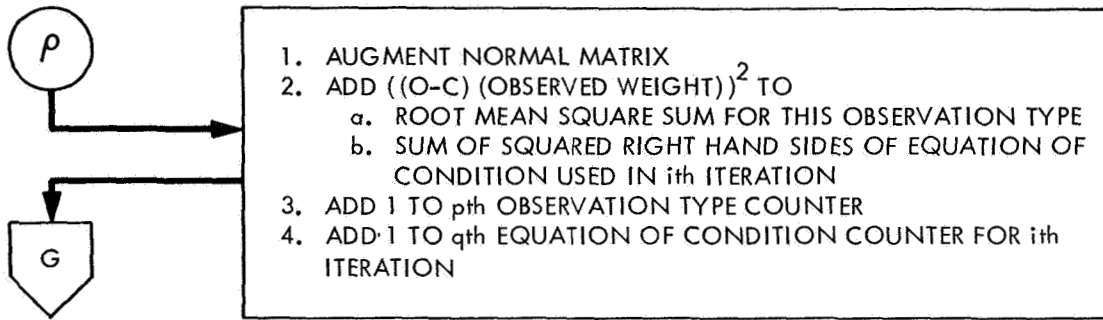 ρ
1. AUGMENT NORMAL MATRIX
2. ADD ((O-C) (OBSERVED WEIGHT))² TO
a. ROOT MEAN SQUARE SUM FOR THIS OBSERVATION TYPE
b. SUM OF SQUARED RIGHT HAND SIDES OF EQUATION OF
CONDITION USED IN ith ITERATION
3. ADD 1 TO pth OBSERVATION TYPE COUNTER
4. ADD 1 TO qth EQUATION OF CONDITION COUNTER FOR ith
ITERATION
G